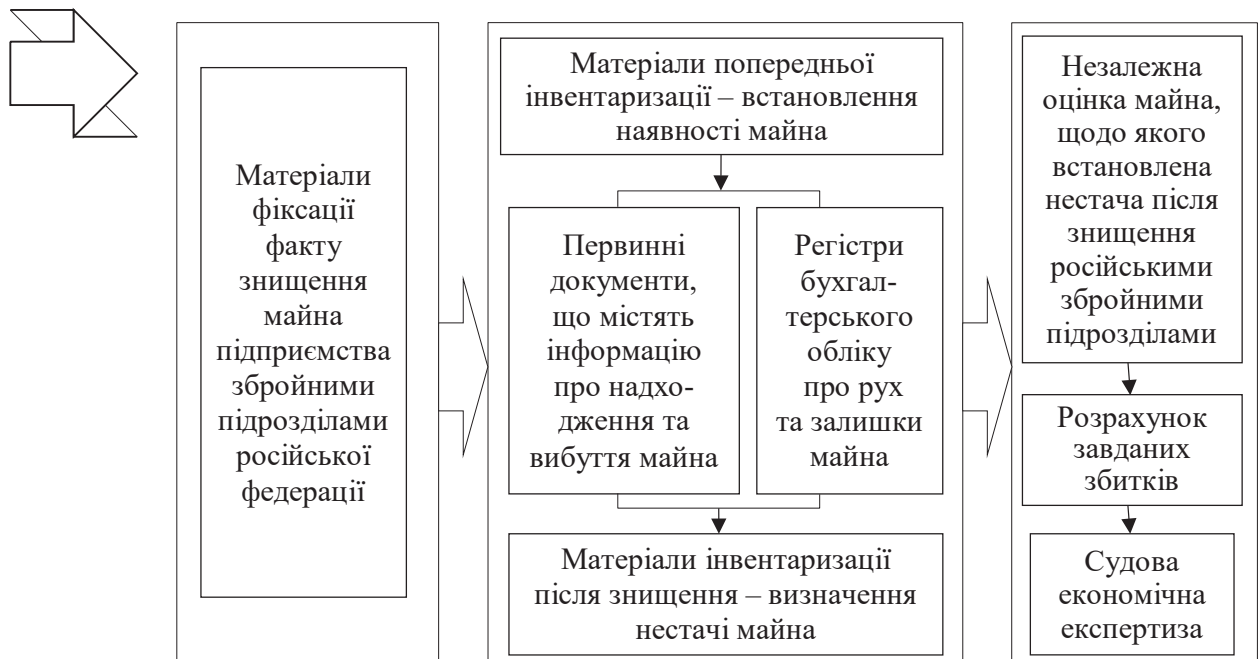 Матеріали
фіксації
факту
знищення
майна
підприємства
збройними
підрозділами
російської
федерації
Матеріали попередньої
інвентаризації – встановлення
наявності майна
Первинні
документи,
що містять
інформацію
про надхо-
дження та
вибуття майна
Регістри
бухгал-
терського
обліку
про рух
та залишки
майна
Матеріали інвентаризації
після знищення – визначення
нестачі майна
Незалежна
оцінка майна,
щодо якого
встановлена
нестача після
знищення
російськими
збройними
підрозділами
Розрахунок
завданих
збитків
Судова
економічна
експертиза